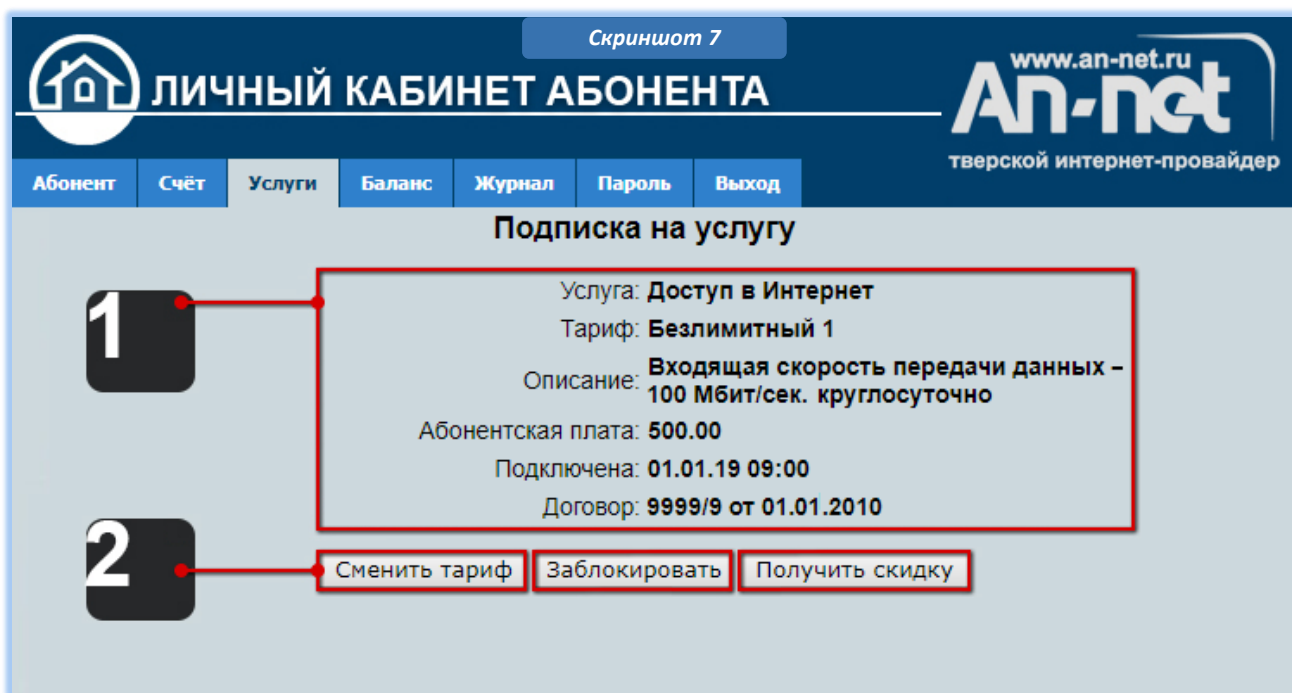 Скриншот 7
ЛИЧНЫЙ КАБИНЕТ АБОНЕНТА
www.an-net.ru
An-net
тверской интернет-провайдер
Абонент Счёт Услуги Баланс Журнал Пароль Выход
Подписка на услугу
1
Услуга: Доступ в Интернет
Тариф: Безлимитный 1
Описание: Входящая скорость передачи данных –
100 Мбит/сек. круглосуточно
Абонентская плата: 500.00
Подключена: 01.01.19 09:00
Договор: 9999/9 от 01.01.2010
2
Сменить тариф Заблокировать Получить скидку